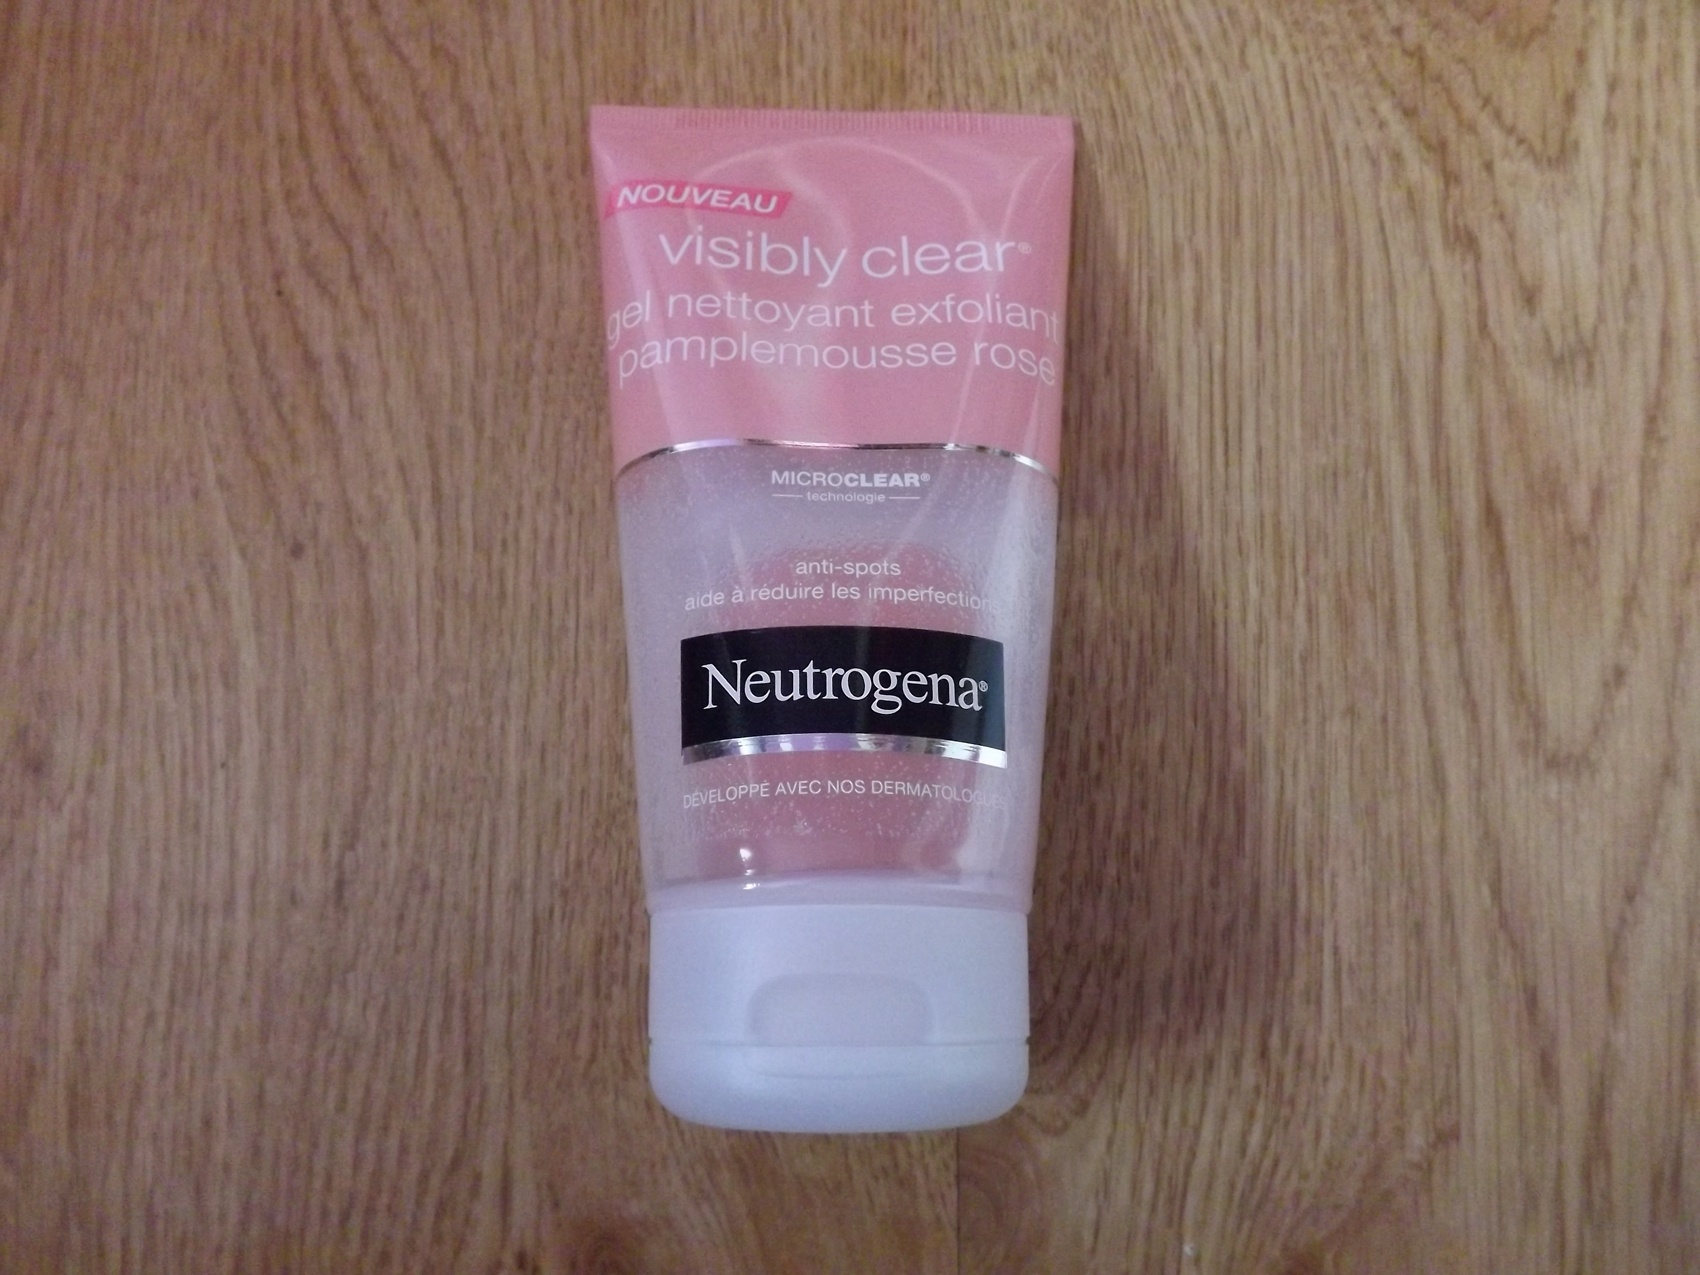 NOUVEAU
visibly clear®
gel nettoyant exfoliant
pamplemousse rose
MICROCLEAR®
technologie
anti-spots
aide à réduire les imperfections
Neutrogena®
DÉVELOPPÉ AVEC NOS DERMATOLOGUES